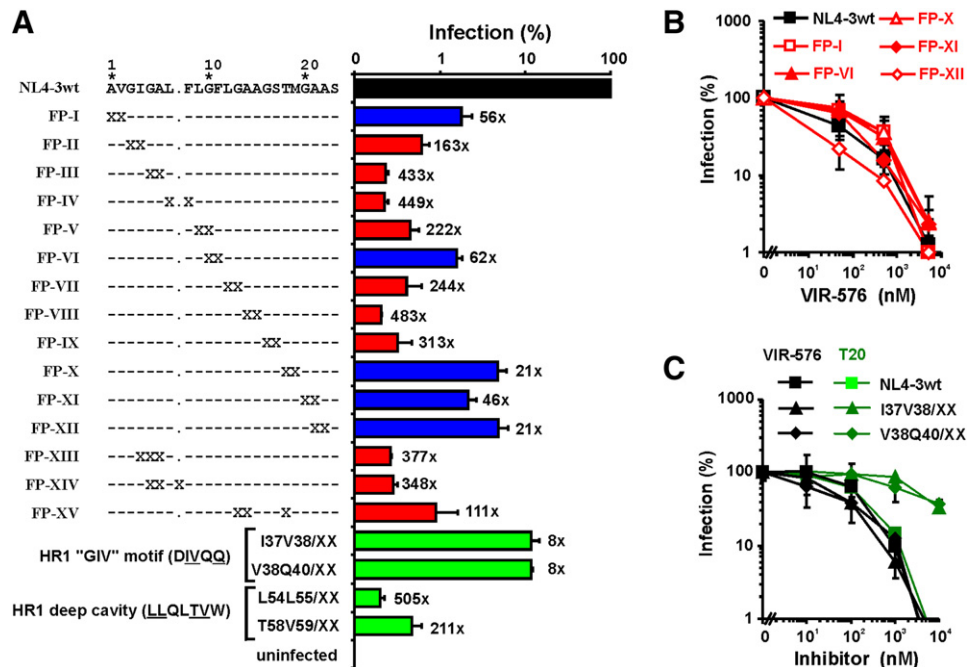 A
Infection (%)
0 1 10 100
1 10 20
* * *
NL4-3wt AVGIGAL.FLGFLGAAGSTMGAAS
FP-I XX-----.---------------- 56x
FP-II --XX---.---------------- 163x
FP-III ----XX-.---------------- 433x
FP-IV ------X.X--------------- 449x
FP-V -------.-XX------------- 222x
FP-VI -------.--XX------------ 62x
FP-VII -------.----XX---------- 244x
FP-VIII -------.------XX-------- 483x
FP-IX -------.--------XX------ 313x
FP-X -------.----------XX---- 21x
FP-XI -------.------------XX-- 46x
FP-XII -------.-------------XX- 21x
FP-XIII ---XXX-.---------------- 377x
FP-XIV ----XX-X---------------- 348x
FP-XV -------.-----XX---X----- 111x
HR1 "GIV" motif (DIVQQ)
I37V38/XX 8x
V38Q40/XX 8x
HR1 deep cavity (LLQLTVW)
L54L55/XX 505x
T58V59/XX 211x
uninfected
B
NL4-3wt FP-X
FP-I FP-XI
FP-VI FP-XII
Infection (%)
1000
100
10
1
0 10¹ 10² 10³ 10⁴
VIR-576 (nM)
C
VIR-576 T20
NL4-3wt
I37V38/XX
V38Q40/XX
Infection (%)
1000
100
10
1
0 10¹ 10² 10³ 10⁴
Inhibitor (nM)